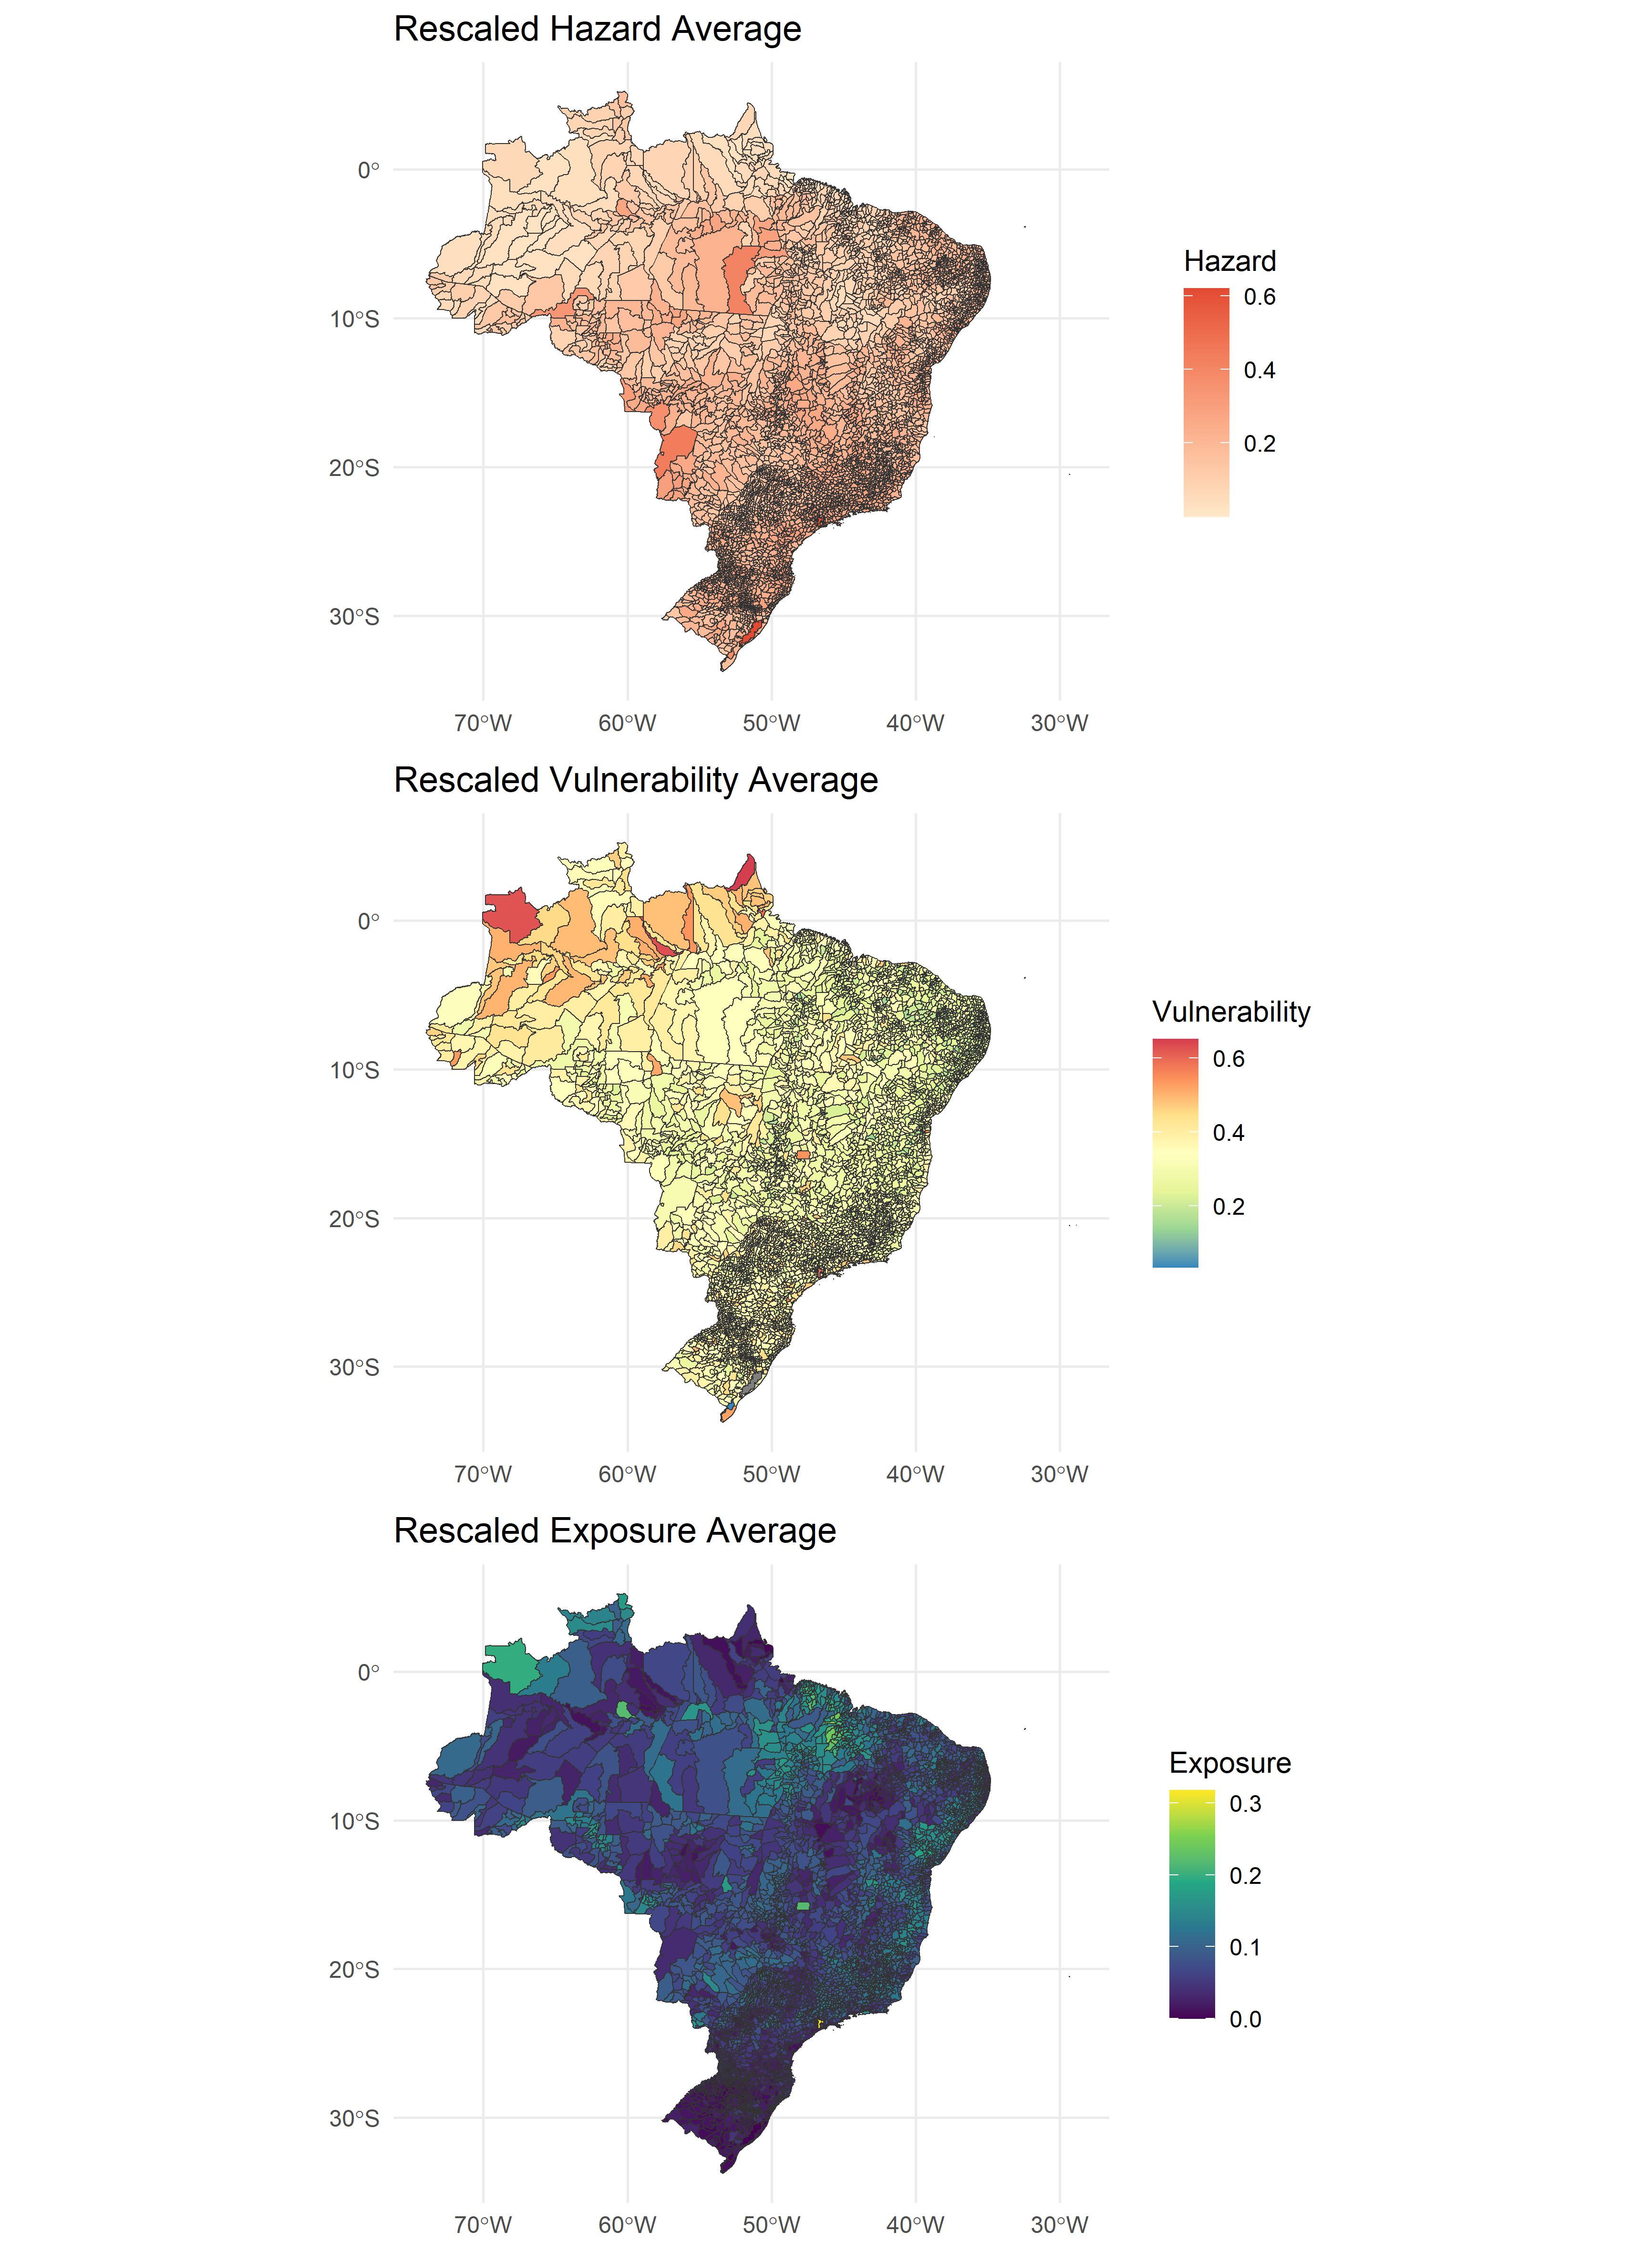 Rescaled Hazard Average
0°
10°S
20°S
30°S
70°W 60°W 50°W 40°W 30°W
Hazard
0.6
0.4
0.2
Rescaled Vulnerability Average
0°
10°S
20°S
30°S
70°W 60°W 50°W 40°W 30°W
Vulnerability
0.6
0.4
0.2
Rescaled Exposure Average
0°
10°S
20°S
30°S
70°W 60°W 50°W 40°W 30°W
Exposure
0.3
0.2
0.1
0.0